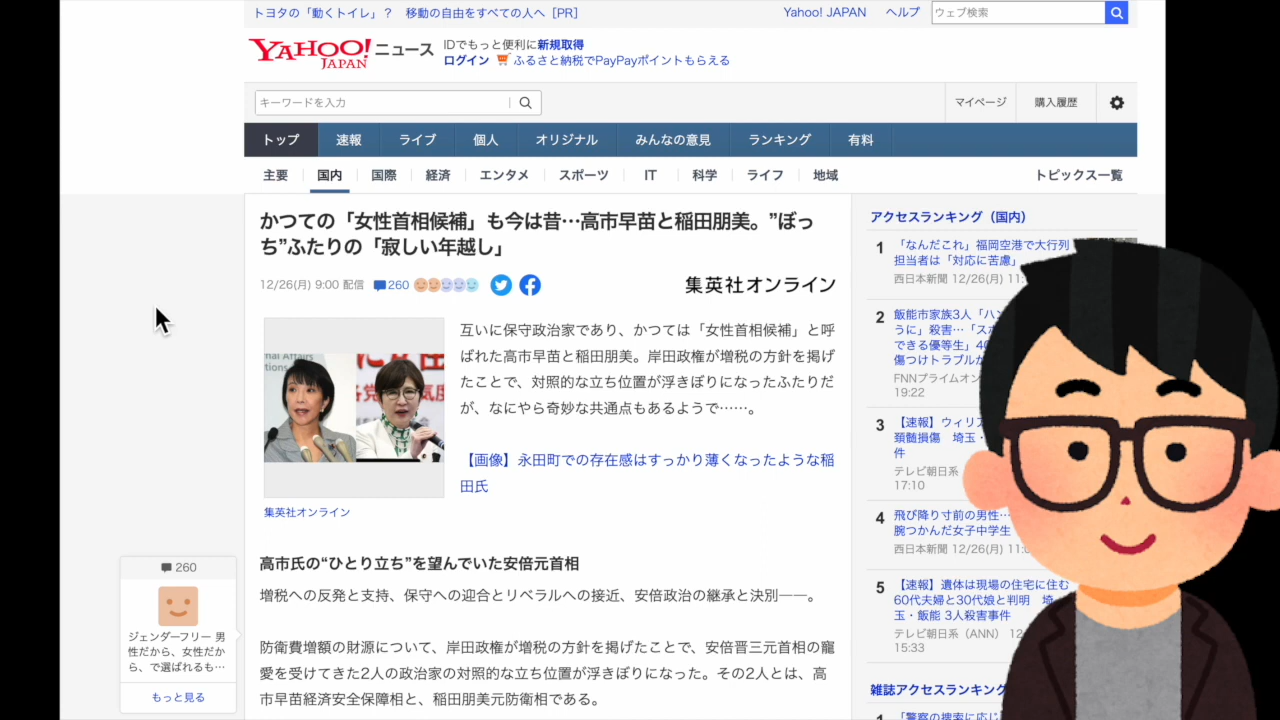 トヨタの「動くトイレ」？　移動の自由をすべての人へ［PR］
Yahoo! JAPAN　ヘルプ
ウェブ検索
YAHOO! JAPAN ニュース
IDでもっと便利に新規取得
ログイン
ふるさと納税でPayPayポイントもらえる
キーワードを入力
マイページ
購入履歴
トップ　速報　ライブ　個人　オリジナル　みんなの意見　ランキング　有料
主要　国内　国際　経済　エンタメ　スポーツ　IT　科学　ライフ　地域
トピックス一覧
かつての「女性首相候補」も今は昔…高市早苗と稲田朋美。”ぼっ
ち”ふたりの「寂しい年越し」
12/26(月) 9:00 配信　260
集英社オンライン
互いに保守政治家であり、かつては「女性首相候補」と呼
ばれた高市早苗と稲田朋美。岸田政権が増税の方針を掲げ
たことで、対照的な立ち位置が浮きぼりになったふたりだ
が、なにやら奇妙な共通点もあるようで……。
【画像】永田町での存在感はすっかり薄くなったような稲
田氏
集英社オンライン
高市氏の“ひとり立ち”を望んでいた安倍元首相
増税への反発と支持、保守への迎合とリベラルへの接近、安倍政治の継承と決別――。
防衛費増額の財源について、岸田政権が増税の方針を掲げたことで、安倍晋三元首相の寵
愛を受けてきた2人の政治家の対照的な立ち位置が浮きぼりになった。その2人とは、高
市早苗経済安全保障相と、稲田朋美元防衛相である。
260
ジェンダーフリー 男
性だから、女性だか
ら、で選ばれるも…
もっと見る
アクセスランキング（国内）
1
「なんだこれ」福岡空港で大行列
担当者は「対応に苦慮」
西日本新聞 12/26(月) 11:
2
飯能市家族3人「ハン
うに」殺害…「スポ
できる優等生」40
傷つけトラブルか
FNNプライムオン
19:22
3
【速報】ウィリア
頚髄損傷　埼玉・
件
テレビ朝日系
17:10
4
飛び降り寸前の男性…
腕つかんだ女子中学生
西日本新聞 12/26(月) 11:0
5
【速報】遺体は現場の住宅に住む
60代夫婦と30代娘と判明　埼
玉・飯能 3人殺害事件
テレビ朝日系（ANN） 12
15:33
雑誌アクセスランキング
1
「警察の捜索に応じ